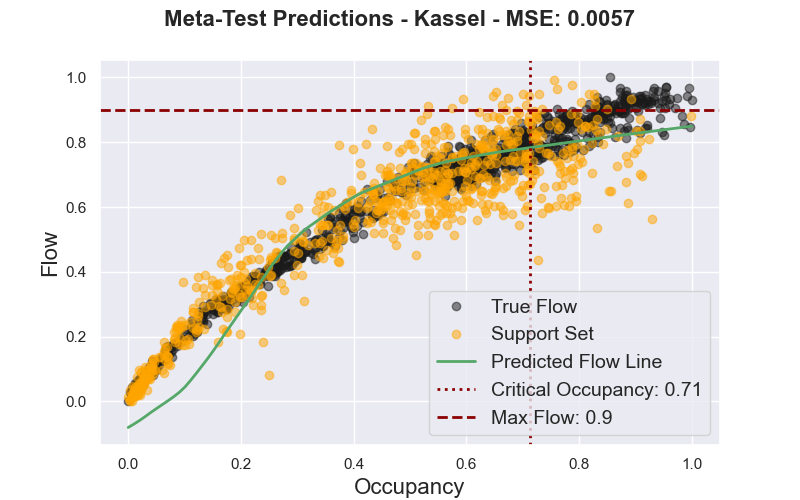 Meta-Test Predictions - Kassel - MSE: 0.0057
1.0
0.8
0.6
0.4
0.2
0.0
Flow
True Flow
Support Set
Predicted Flow Line
Critical Occupancy: 0.71
Max Flow: 0.9
0.0 0.2 0.4 0.6 0.8 1.0
Occupancy